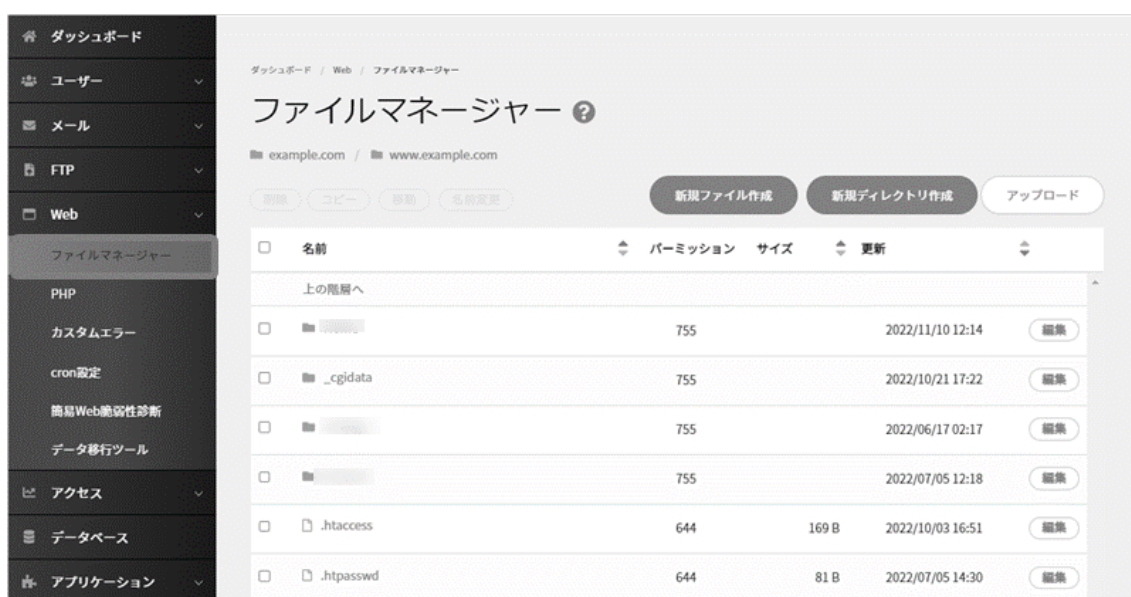 ダッシュボード
ユーザー
メール
FTP
Web
ファイルマネージャー
PHP
カスタムエラー
cron設定
簡易Web脆弱性診断
データ移行ツール
アクセス
データベース
アプリケーション
ダッシュボード / Web / ファイルマネージャー
ファイルマネージャー ?
example.com / www.example.com
削除 コピー 移動 名前変更 新規ファイル作成 新規ディレクトリ作成 アップロード
名前 パーミッション サイズ 更新
上の階層へ
755 2022/11/10 12:14 編集
_cgidata 755 2022/10/21 17:22 編集
755 2022/06/17 02:17 編集
755 2022/07/05 12:18 編集
.htaccess 644 169 B 2022/10/03 16:51 編集
.htpasswd 644 81 B 2022/07/05 14:30 編集